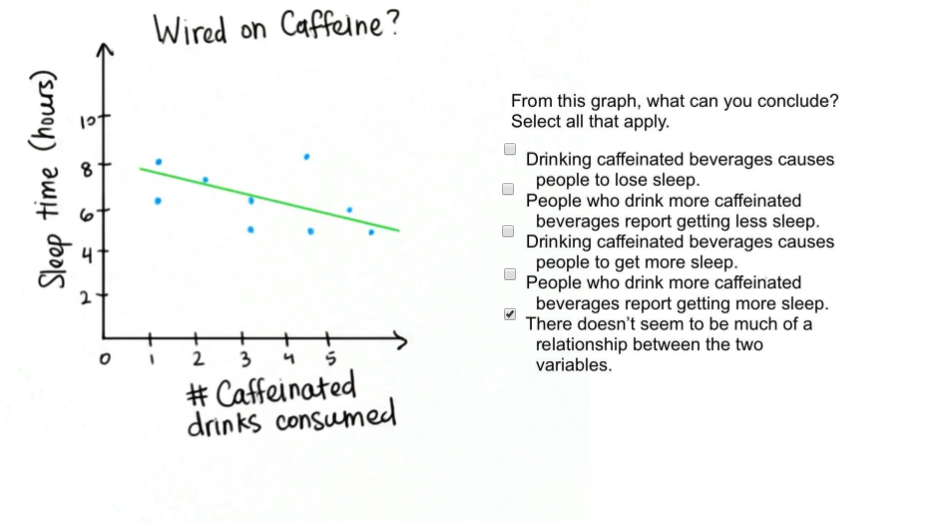 Wired on Caffeine?
Sleep time (hours)
10
8
6
4
2
0 1 2 3 4 5
# Caffeinated
drinks consumed
From this graph, what can you conclude?
Select all that apply.
Drinking caffeinated beverages causes
people to lose sleep.
People who drink more caffeinated
beverages report getting less sleep.
Drinking caffeinated beverages causes
people to get more sleep.
People who drink more caffeinated
beverages report getting more sleep.
There doesn't seem to be much of a
relationship between the two
variables.